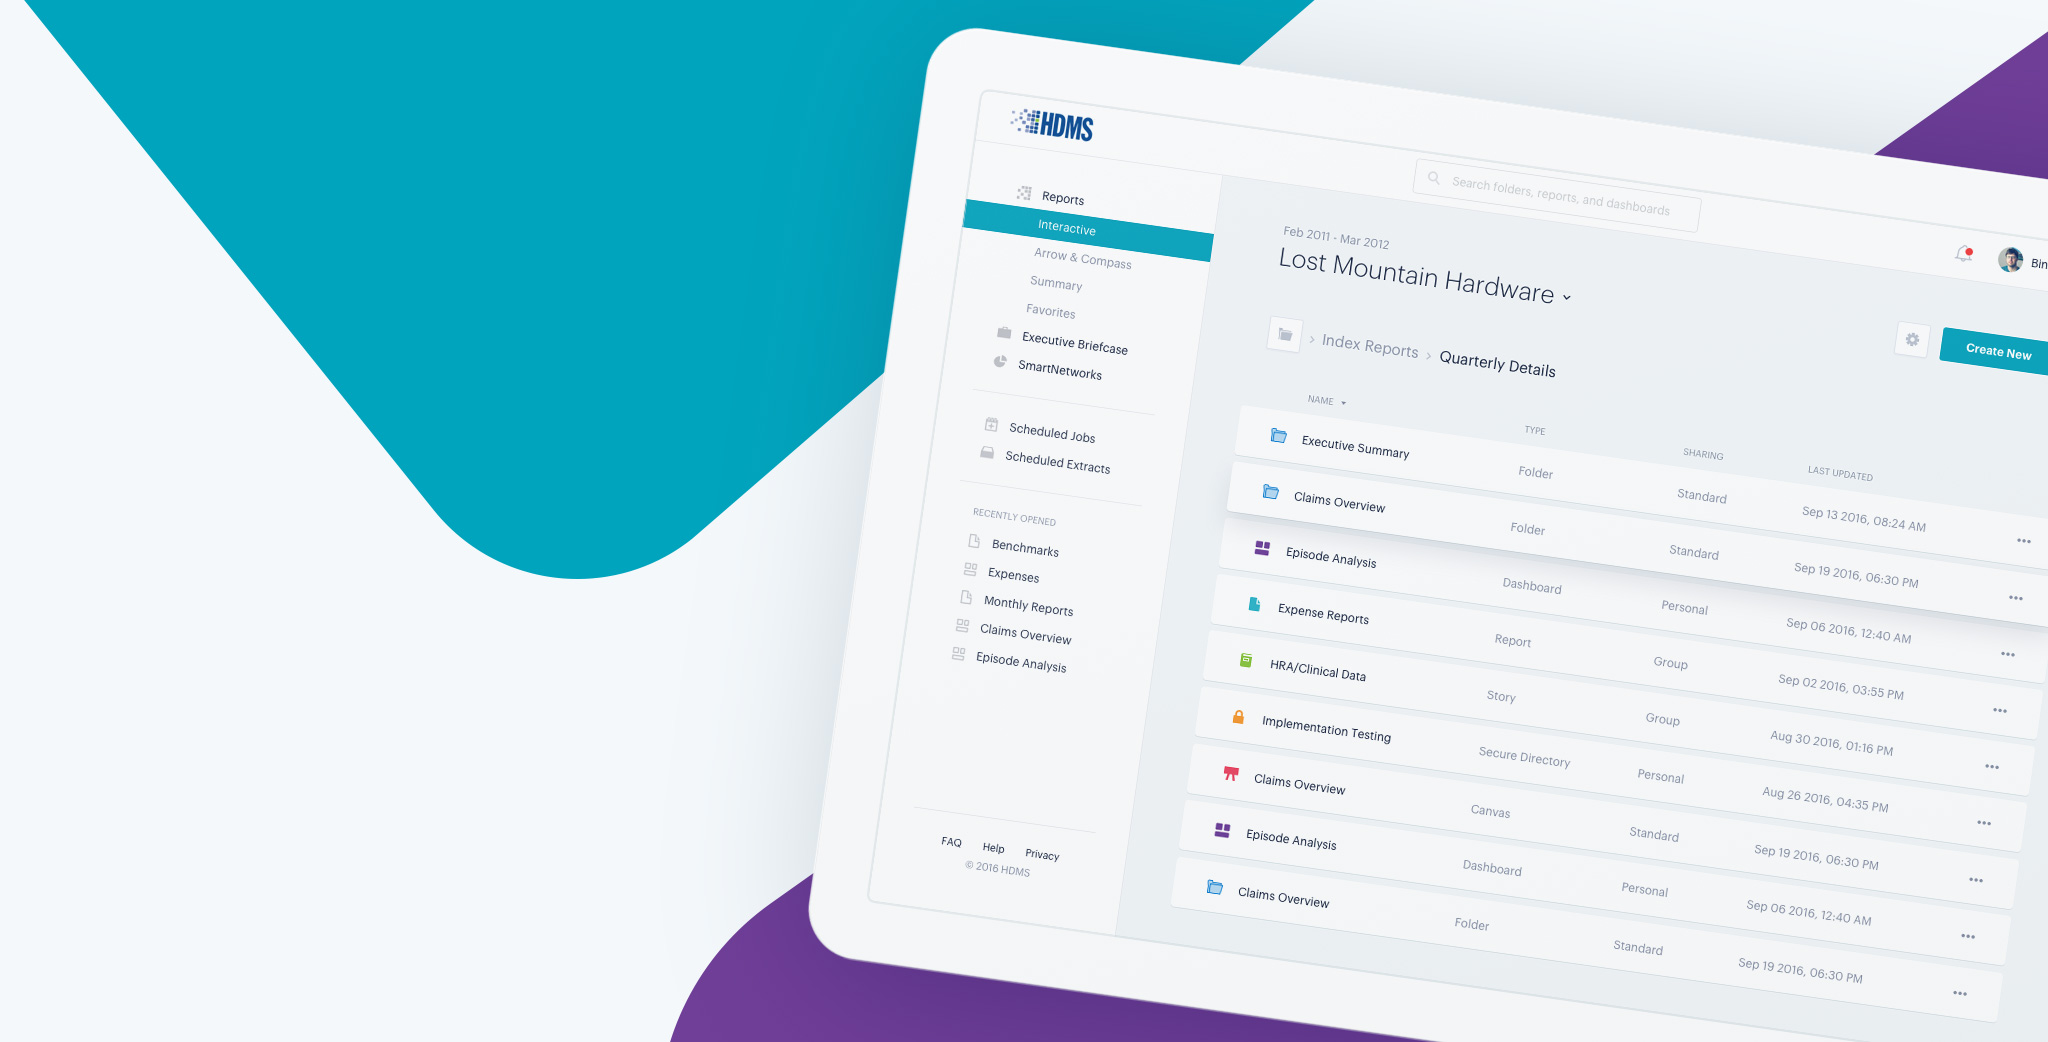 HDMS
Search folders, reports, and dashboards
Bin
Reports
Interactive
Arrow & Compass
Summary
Favorites
Executive Briefcase
SmartNetworks
Scheduled Jobs
Scheduled Extracts
RECENTLY OPENED
Benchmarks
Expenses
Monthly Reports
Claims Overview
Episode Analysis
FAQ Help Privacy
© 2016 HDMS
Feb 2011 - Mar 2012
Lost Mountain Hardware
Create New
› Index Reports › Quarterly Details
NAME TYPE SHARING LAST UPDATED
Executive Summary Folder Standard Sep 13 2016, 08:24 AM
Claims Overview Folder Standard Sep 19 2016, 06:30 PM
Episode Analysis Dashboard Personal Sep 06 2016, 12:40 AM
Expense Reports Report Group Sep 02 2016, 03:55 PM
HRA/Clinical Data Story Group Aug 30 2016, 01:16 PM
Implementation Testing Secure Directory Personal Aug 26 2016, 04:35 PM
Claims Overview Canvas Standard Sep 19 2016, 06:30 PM
Episode Analysis Dashboard Personal Sep 06 2016, 12:40 AM
Claims Overview Folder Standard Sep 19 2016, 06:30 PM